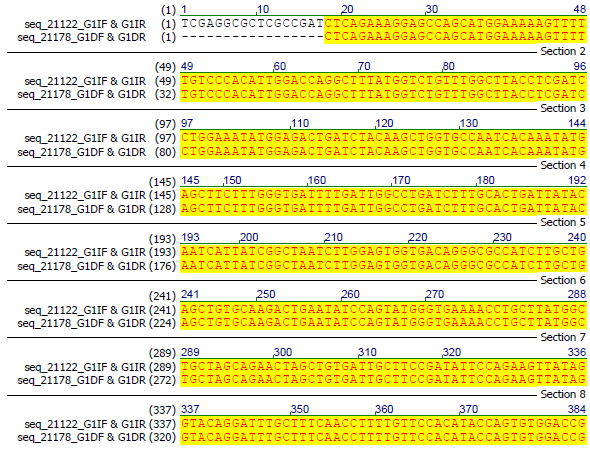 (1) 1 10 20 30 48
seq_21122_G1IF & G1IR (1) TCGAGGCGCTCGCCGATCTCAGAAAGGAGCCAGCATGGAAAAAGTTTT
seq_21178_G1DF & G1DR (1) -----------------CTCAGAAAGGAGCCAGCATGGAAAAAGTTTT
Section 2
(49) 49 60 70 80 96
seq_21122_G1IF & G1IR (49) TGTCCCACATTGGACCAGGCTTTATGGTCTGTTTGGCTTACCTCGATC
seq_21178_G1DF & G1DR (32) TGTCCCACATTGGACCAGGCTTTATGGTCTGTTTGGCTTACCTCGATC
Section 3
(97) 97 110 120 130 144
seq_21122_G1IF & G1IR (97) CTGGAAATATGGAGACTGATCTACAAGCTGGTGCCAATCACAAATATG
seq_21178_G1DF & G1DR (80) CTGGAAATATGGAGACTGATCTACAAGCTGGTGCCAATCACAAATATG
Section 4
(145) 145 150 160 170 180 192
seq_21122_G1IF & G1IR (145) AGCTTCTTTGGGTGATTTTGATTGGCCTGATCTTTGCACTGATTATAC
seq_21178_G1DF & G1DR (128) AGCTTCTTTGGGTGATTTTGATTGGCCTGATCTTTGCACTGATTATAC
Section 5
(193) 193 200 210 220 230 240
seq_21122_G1IF & G1IR (193) AATCATTATCGGCTAATCTTGGAGTGGTGACAGGGCGCCATCTTGCTG
seq_21178_G1DF & G1DR (176) AATCATTATCGGCTAATCTTGGAGTGGTGACAGGGCGCCATCTTGCTG
Section 6
(241) 241 250 260 270 288
seq_21122_G1IF & G1IR (241) AGCTGTGCAAGACTGAATATCCAGTATGGGTGAAAACCTGCTTATGGC
seq_21178_G1DF & G1DR (224) AGCTGTGCAAGACTGAATATCCAGTATGGGTGAAAACCTGCTTATGGC
Section 7
(289) 289 300 310 320 336
seq_21122_G1IF & G1IR (289) TGCTAGCAGAACTAGCTGTGATTGCTTCCGATATTCCAGAAGTTATAG
seq_21178_G1DF & G1DR (272) TGCTAGCAGAACTAGCTGTGATTGCTTCCGATATTCCAGAAGTTATAG
Section 8
(337) 337 350 360 370 384
seq_21122_G1IF & G1IR (337) GTACAGGATTTGCTTTCAACCTTTTGTTCCACATACCAGTGTGGACCG
seq_21178_G1DF & G1DR (320) GTACAGGATTTGCTTTCAACCTTTTGTTCCACATACCAGTGTGGACCG